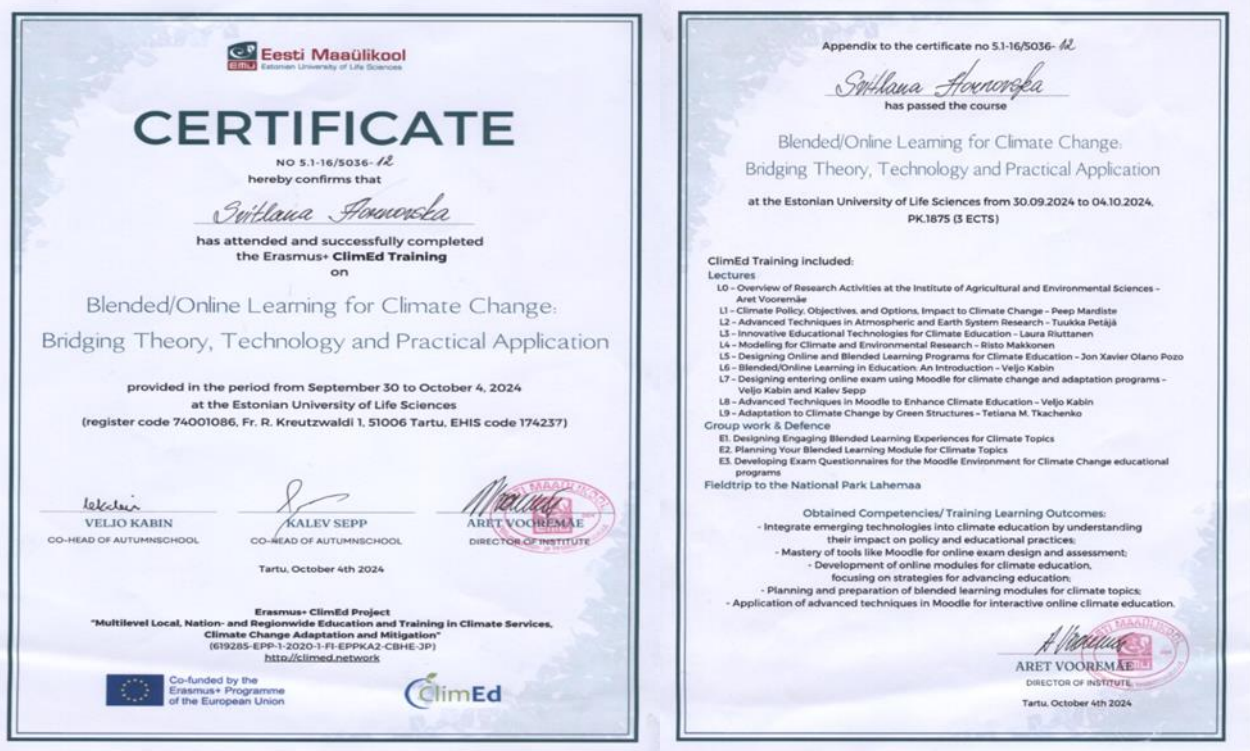 EMU
Eesti Maaülikool
Estonian University of Life Sciences
CERTIFICATE
NO 5.1-16/5036-12
hereby confirms that
Svitlana Hornovska
has attended and successfully completed
the Erasmus+ ClimEd Training
on
Blended/Online Learning for Climate Change:
Bridging Theory, Technology and Practical Application
provided in the period from September 30 to October 4, 2024
at the Estonian University of Life Sciences
(register code 74001086, Fr. R. Kreutzwaldi 1, 51006 Tartu, EHIS code 174237)
VELJO KABIN
CO-HEAD OF AUTUMNSCHOOL
KALEV SEPP
CO-HEAD OF AUTUMNSCHOOL
EESTI MAAÜLIKOOL
ARET VOOREMÄE
DIRECTOR OF INSTITUTE
Tartu, October 4th 2024
Erasmus+ ClimEd Project
"Multilevel Local, Nation- and Regionwide Education and Training in Climate Services,
Climate Change Adaptation and Mitigation"
(619285-EPP-1-2020-1-FI-EPPKA2-CBHE-JP)
http://climed.network
Co-funded by the
Erasmus+ Programme
of the European Union
ClimEd
Appendix to the certificate no 5.1-16/5036-12
Svitlana Hornovska
has passed the course
Blended/Online Learning for Climate Change:
Bridging Theory, Technology and Practical Application
at the Estonian University of Life Sciences from 30.09.2024 to 04.10.2024,
PK.1875 (3 ECTS)
ClimEd Training included:
Lectures
L0 – Overview of Research Activities at the Institute of Agricultural and Environmental Sciences –
Aret Vooremäe
L1 – Climate Policy, Objectives, and Options, Impact to Climate Change – Peep Mardiste
L2 – Advanced Techniques in Atmospheric and Earth System Research – Tuukka Petäjä
L3 – Innovative Educational Technologies for Climate Education – Laura Riuttanen
L4 – Modeling for Climate and Environmental Research – Risto Makkonen
L5 – Designing Online and Blended Learning Programs for Climate Education – Jon Xavier Olano Pozo
L6 – Blended/Online Learning in Education: An Introduction – Veljo Kabin
L7 – Designing entering online exam using Moodle for climate change and adaptation programs –
Veljo Kabin and Kalev Sepp
L8 – Advanced Techniques in Moodle to Enhance Climate Education – Veljo Kabin
L9 – Adaptation to Climate Change by Green Structures – Tetiana M. Tkachenko
Group work & Defence
E1. Designing Engaging Blended Learning Experiences for Climate Topics
E2. Planning Your Blended Learning Module for Climate Topics
E3. Developing Exam Questionnaires for the Moodle Environment for Climate Change educational
programs
Fieldtrip to the National Park Lahemaa
Obtained Competencies/ Training Learning Outcomes:
- Integrate emerging technologies into climate education by understanding
their impact on policy and educational practices;
- Mastery of tools like Moodle for online exam design and assessment;
- Development of online modules for climate education,
focusing on strategies for advancing education;
- Planning and preparation of blended learning modules for climate topics;
- Application of advanced techniques in Moodle for interactive online climate education.
ARET VOOREMÄE
DIRECTOR OF INSTITUTE
Tartu, October 4th 2024